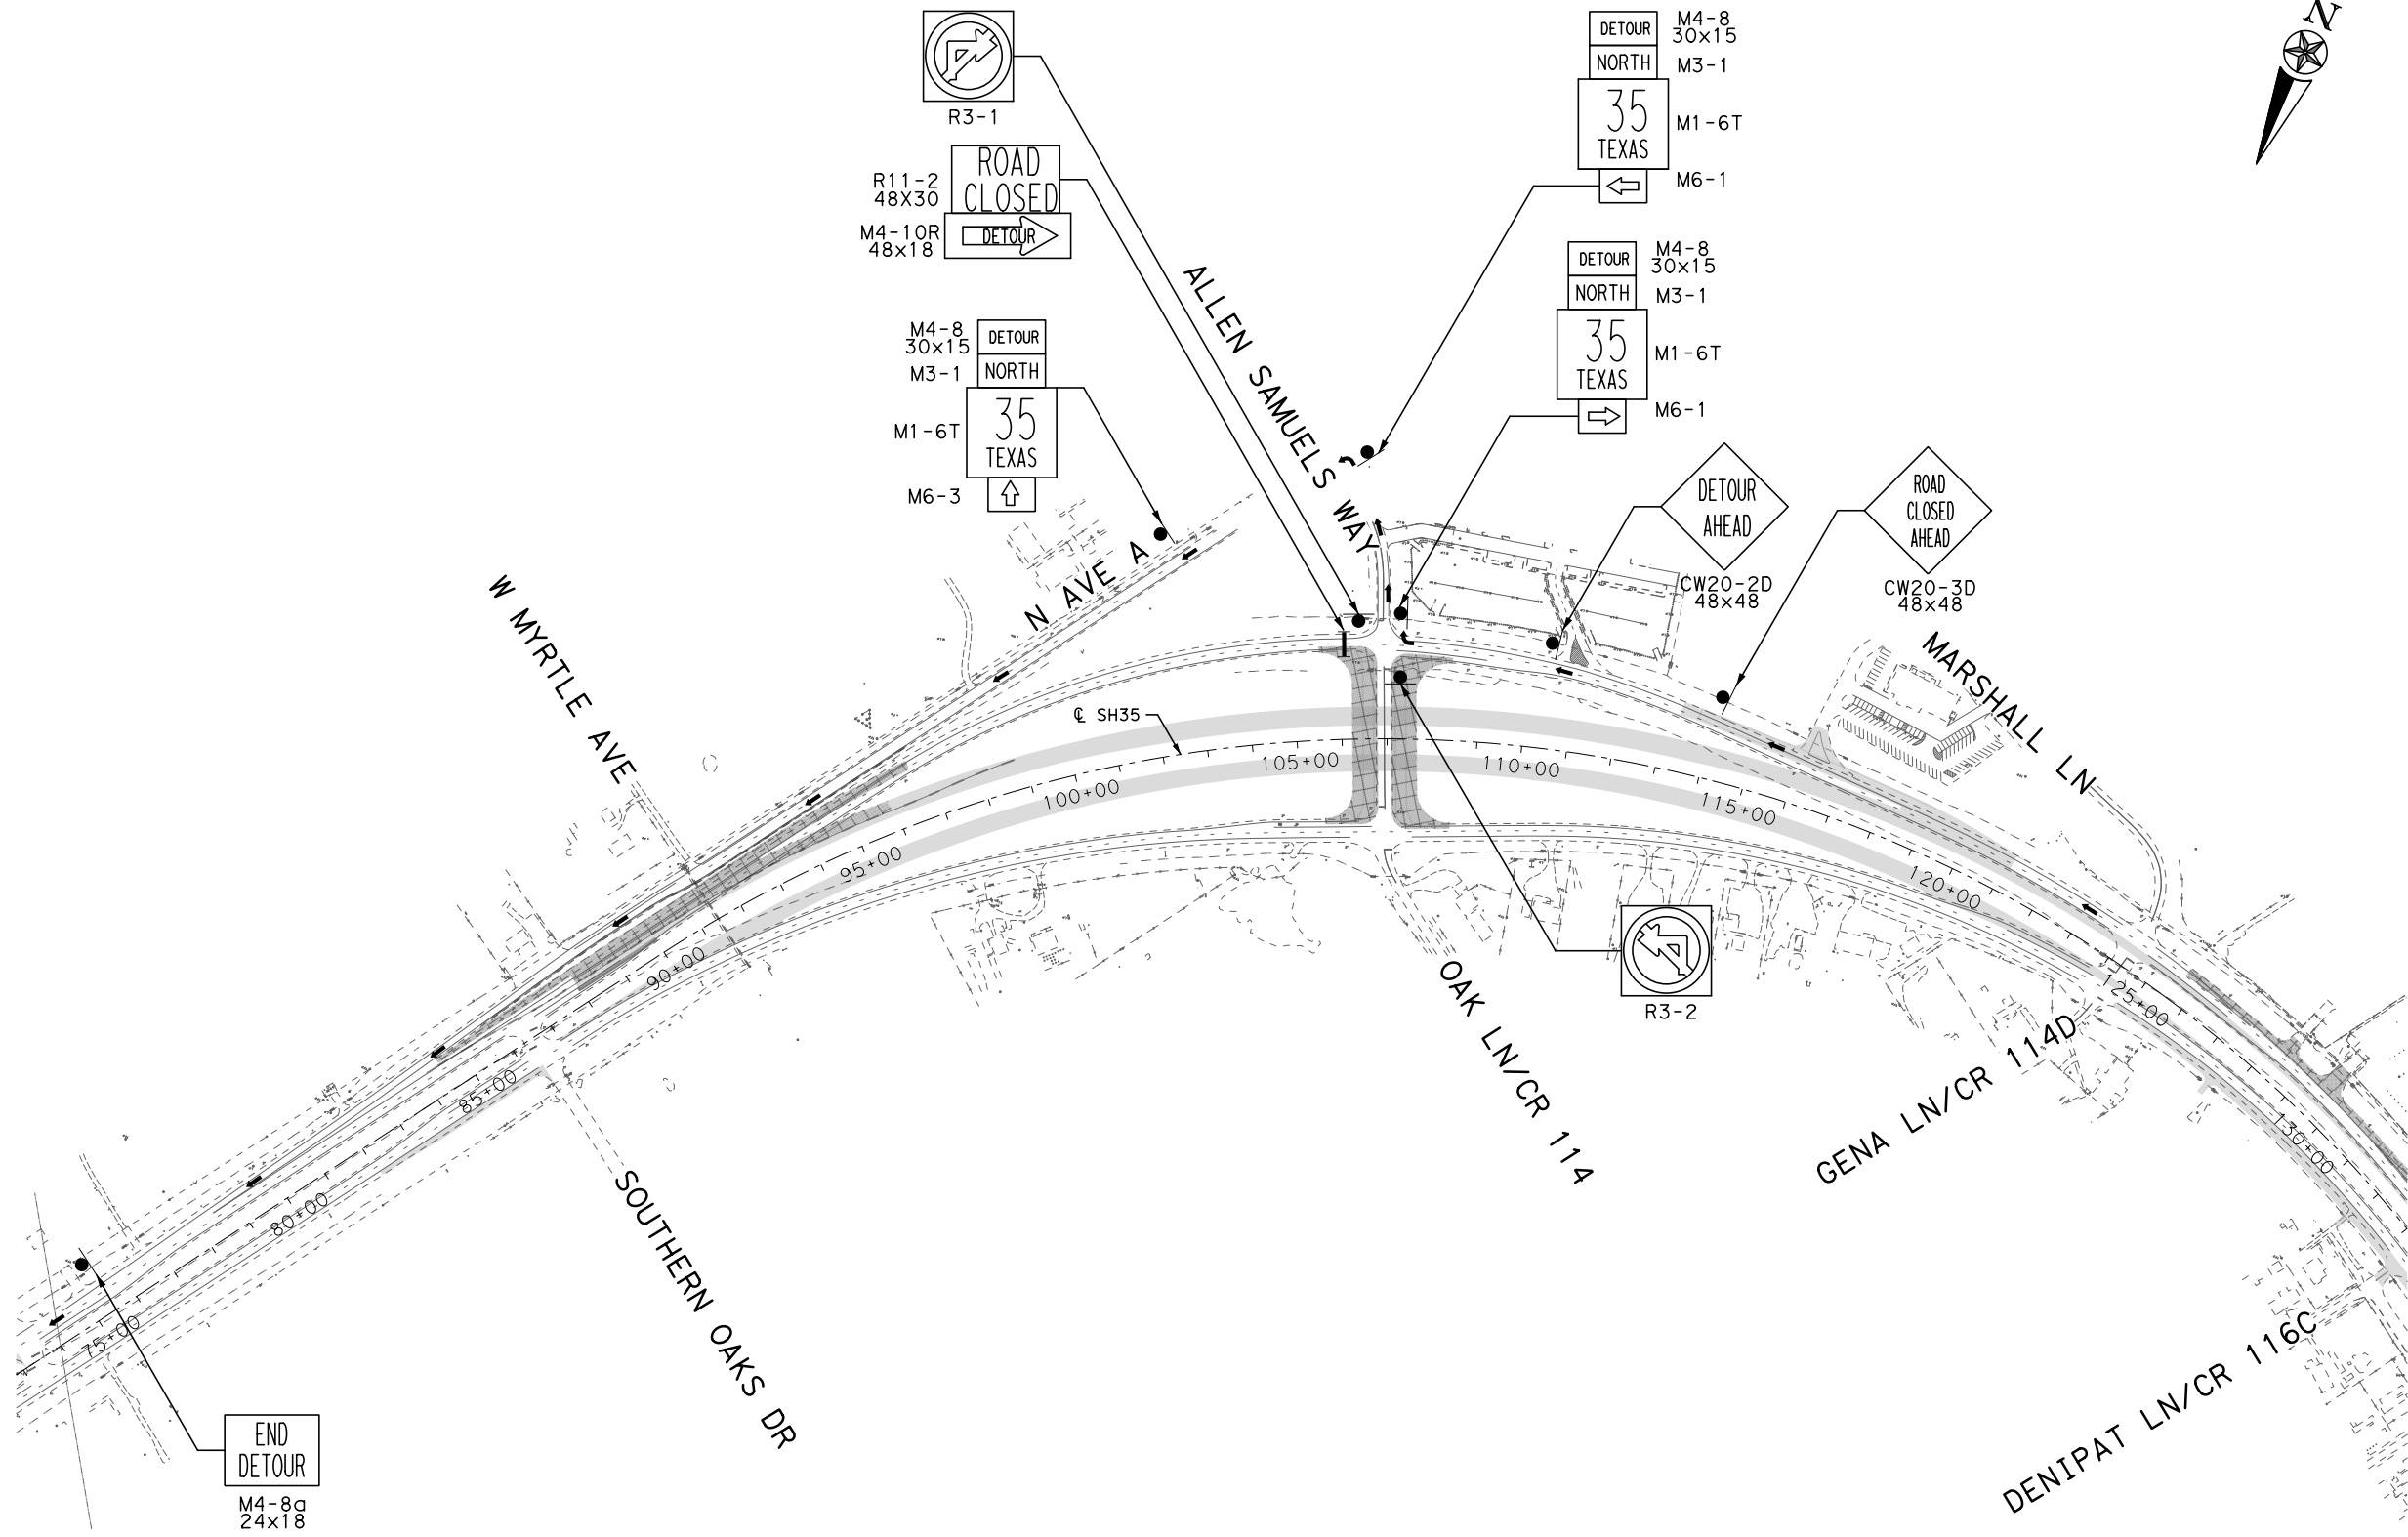 N
R3-1
R11-2
48X30
ROAD
CLOSED
M4-10R
48x18
DETOUR
DETOUR
NORTH
35
TEXAS
M4-8
30x15
M3-1
M1-6T
M6-1
DETOUR
NORTH
35
TEXAS
M4-8
30x15
M3-1
M1-6T
M6-1
M4-8
30x15
M3-1
M1-6T
M6-3
DETOUR
NORTH
35
TEXAS
DETOUR
AHEAD
CW20-2D
48x48
ROAD
CLOSED
AHEAD
CW20-3D
48x48
ALLEN SAMUELS WAY
N AVE A
W MYRTLE AVE
MARSHALL LN
℄ SH35
75+00
80+00
85+00
90+00
95+00
100+00
105+00
110+00
115+00
120+00
125+00
130+00
R3-2
OAK LN/CR 114
GENA LN/CR 114D
SOUTHERN OAKS DR
DENIPAT LN/CR 116C
END
DETOUR
M4-8a
24x18